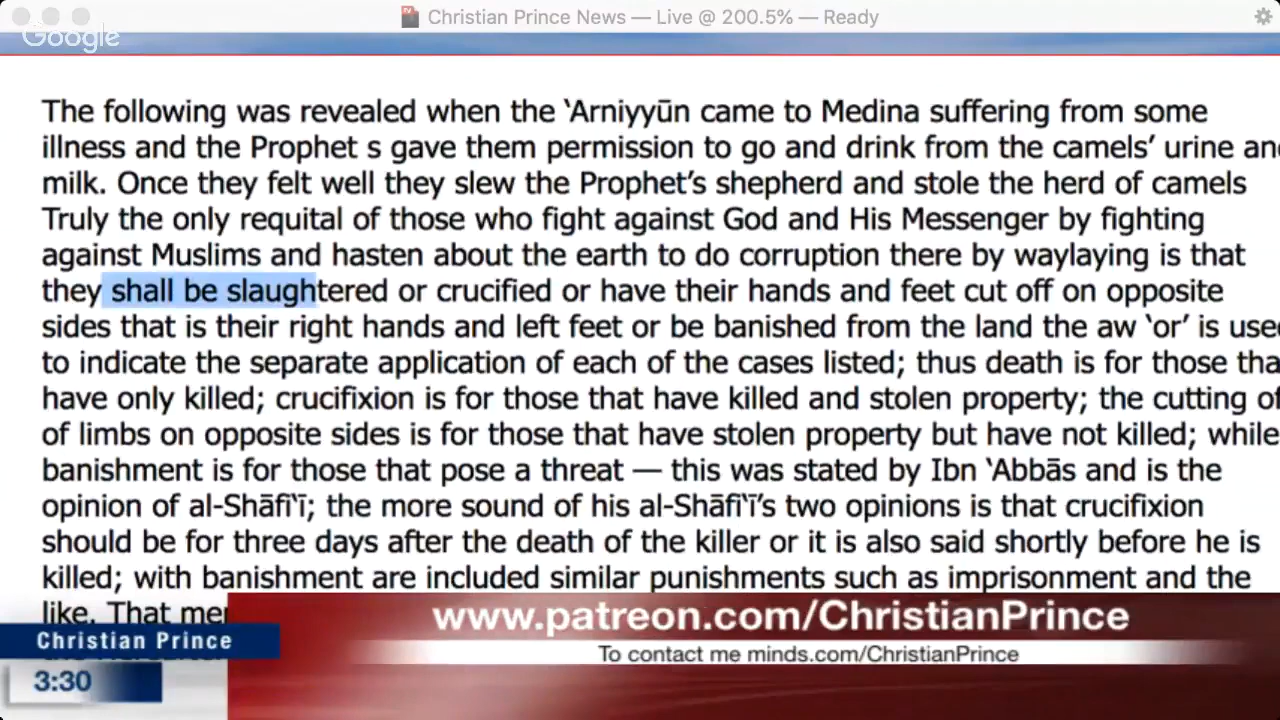 Christian Prince News — Live @ 200.5% — Ready
Google
The following was revealed when the ‘Arniyyūn came to Medina suffering from some
illness and the Prophet s gave them permission to go and drink from the camels’ urine and
milk. Once they felt well they slew the Prophet’s shepherd and stole the herd of camels
Truly the only requital of those who fight against God and His Messenger by fighting
against Muslims and hasten about the earth to do corruption there by waylaying is that
they shall be slaughtered or crucified or have their hands and feet cut off on opposite
sides that is their right hands and left feet or be banished from the land the aw ‘or’ is used
to indicate the separate application of each of the cases listed; thus death is for those tha
have only killed; crucifixion is for those that have killed and stolen property; the cutting of
of limbs on opposite sides is for those that have stolen property but have not killed; while
banishment is for those that pose a threat — this was stated by Ibn ‘Abbās and is the
opinion of al-Shāfi‘ī; the more sound of his al-Shāfi‘ī’s two opinions is that crucifixion
should be for three days after the death of the killer or it is also said shortly before he is
killed; with banishment are included similar punishments such as imprisonment and the
like. That
www.patreon.com/ChristianPrince
Christian Prince
To contact me minds.com/ChristianPrince
3:30